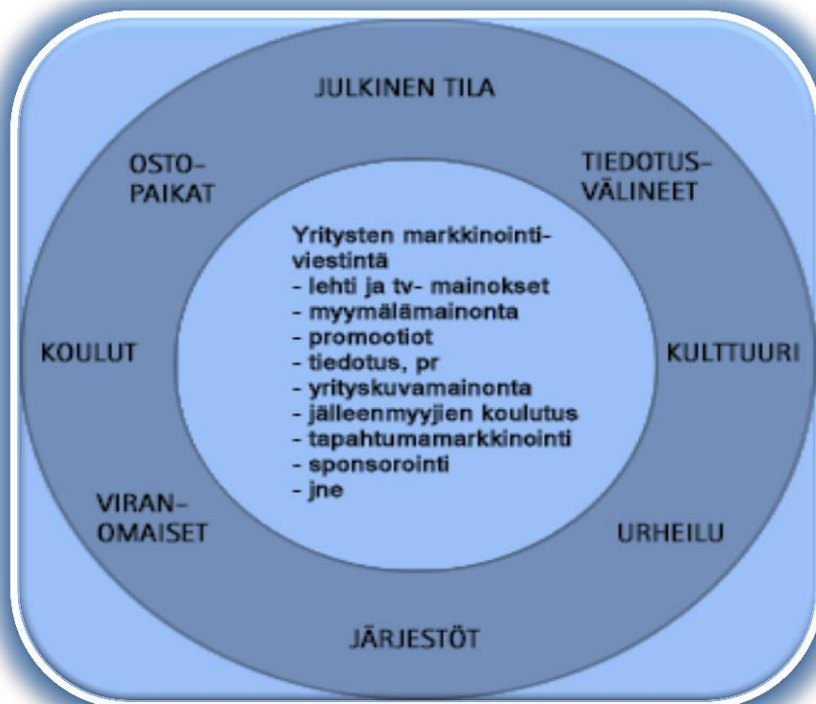 JULKINEN TILA
OSTO-
PAIKAT
TIEDOTUS-
VÄLINEET
Yritysten markkinointi-
viestintä
- lehti ja tv- mainokset
- myymälämainonta
- promootiot
- tiedotus, pr
- yrityskuvamainonta
- jälleenmyyjien koulutus
- tapahtumamarkkinointi
- sponsorointi
- jne
KOULUT
KULTTUURI
VIRAN-
OMAISET
URHEILU
JÄRJESTÖT